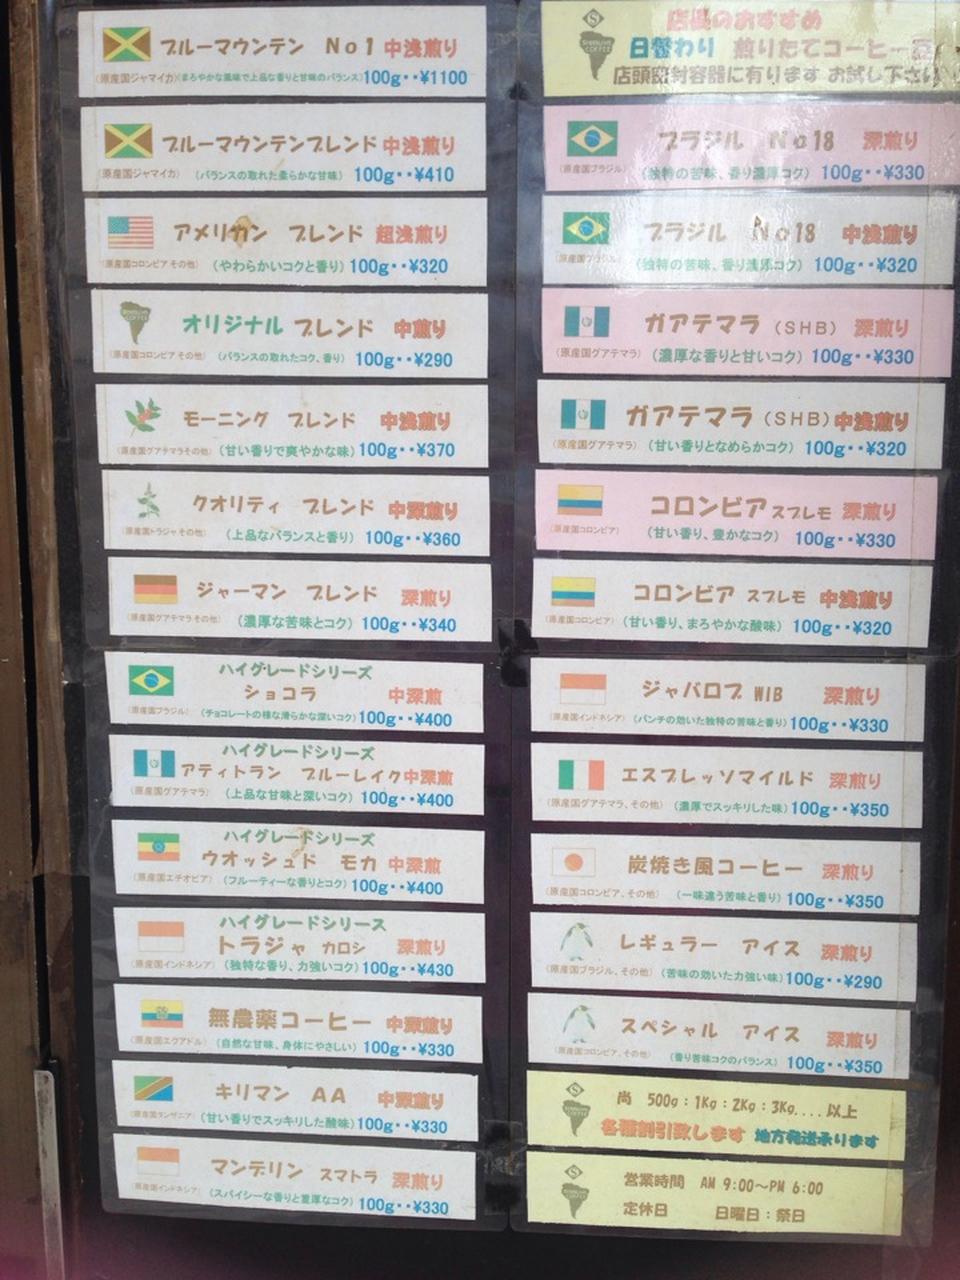 ブルーマウンテン No1 中浅煎り
(原産国ジャマイカ)(まろやかな風味で上品な香りと甘味のバランス)100g・・¥1100
ブルーマウンテンブレンド 中浅煎り
(原産国ジャマイカ) (バランスの取れた柔らかな甘味) 100g・・¥410
アメリカン ブレンド 超浅煎り
(原産国コロンビア その他) (やわらかいコクと香り) 100g・・¥320
オリジナル ブレンド 中煎り
(原産国コロンビア その他) (バランスの取れたコク、香り) 100g・・¥290
モーニング ブレンド 中浅煎り
(原産国グアテマラその他) (甘い香りで爽やかな味) 100g・・¥370
クオリティ ブレンド 中深煎り
(原産国トラジャ その他) (上品なバランスと香り) 100g・・¥360
ジャーマン ブレンド 深煎り
(原産国グアテマラ その他) (濃厚な苦味とコク) 100g・・¥340
ハイグレードシリーズ
ショコラ 中深煎
(原産国ブラジル) (チョコレートの様な滑らかな深いコク) 100g・・¥400
ハイグレードシリーズ
アティトラン ブルーレイク 中深煎
(原産国グアテマラ) (上品な甘味と深いコク) 100g・・¥400
ハイグレードシリーズ
ウオッシュド モカ 中深煎
(原産国エチオピア) (フルーティーな香りとコク) 100g・・¥400
ハイグレードシリーズ
トラジャ カロシ 深煎り
(原産国インドネシア) (独特な香り、力強いコク) 100g・・¥430
無農薬コーヒー 中深煎り
(原産国エクアドル) (自然な甘味、身体にやさしい) 100g・・¥330
キリマン AA 中深煎り
(原産国タンザニア) (甘い香りでスッキリした酸味) 100g・・¥330
マンデリン スマトラ 深煎り
(原産国インドネシア) (スパイシーな香りと重厚なコク) 100g・・¥330
店長のおすすめ
日替わり 煎りたてコーヒー豆
店頭密封容器に有ります お試し下さい
ブラジル No18 深煎り
(原産国ブラジル) (独特の苦味、香り濃厚コク) 100g・・¥330
ブラジル No18 中浅煎り
(原産国ブラジル) (独特の苦味、香り濃厚コク) 100g・・¥320
ガアテマラ (SHB) 深煎り
(原産国グアテマラ) (濃厚な香りと甘いコク) 100g・・¥330
ガアテマラ (SHB) 中浅煎り
(原産国グアテマラ) (甘い香りとなめらかコク) 100g・・¥320
コロンビア スプレモ 深煎り
(原産国コロンビア) (甘い香り、豊かなコク) 100g・・¥330
コロンビア スプレモ 中浅煎り
(原産国コロンビア) (甘い香り、まろやかな酸味) 100g・・¥320
ジャバロブ WIB 深煎り
(原産国インドネシア) (パンチの効いた独特の苦味と香り) 100g・・¥330
エスプレッソマイルド 深煎り
(原産国グアテマラ、その他) (濃厚でスッキリした味) 100g・・¥350
炭焼き風コーヒー 深煎り
(原産国コロンビア、その他) (一味違う苦味と香り) 100g・・¥350
レギュラー アイス 深煎り
(原産国ブラジル、その他) (苦味の効いた力強い味) 100g・・¥290
スペシャル アイス 深煎り
(原産国コロンビア、その他) (香り苦味コクのバランス) 100g・・¥350
尚 500g:1Kg:2Kg:3Kg....以上
各種割引致します 地方発送承ります
営業時間 AM 9:00〜PM 6:00
定休日 日曜日:祭日